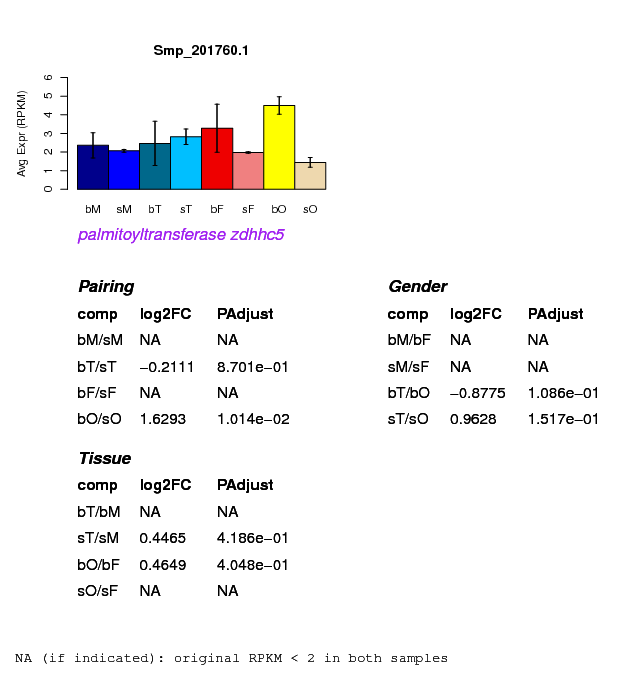 Smp_201760.1
Avg Expr (RPKM)
0 1 2 3 4 5 6
bM sM bT sT bF sF bO sO
palmitoyltransferase zdhhc5
Pairing
comp log2FC PAdjust
bM/sM NA NA
bT/sT −0.2111 8.701e−01
bF/sF NA NA
bO/sO 1.6293 1.014e−02
Gender
comp log2FC PAdjust
bM/bF NA NA
sM/sF NA NA
bT/bO −0.8775 1.086e−01
sT/sO 0.9628 1.517e−01
Tissue
comp log2FC PAdjust
bT/bM NA NA
sT/sM 0.4465 4.186e−01
bO/bF 0.4649 4.048e−01
sO/sF NA NA
NA (if indicated): original RPKM < 2 in both samples